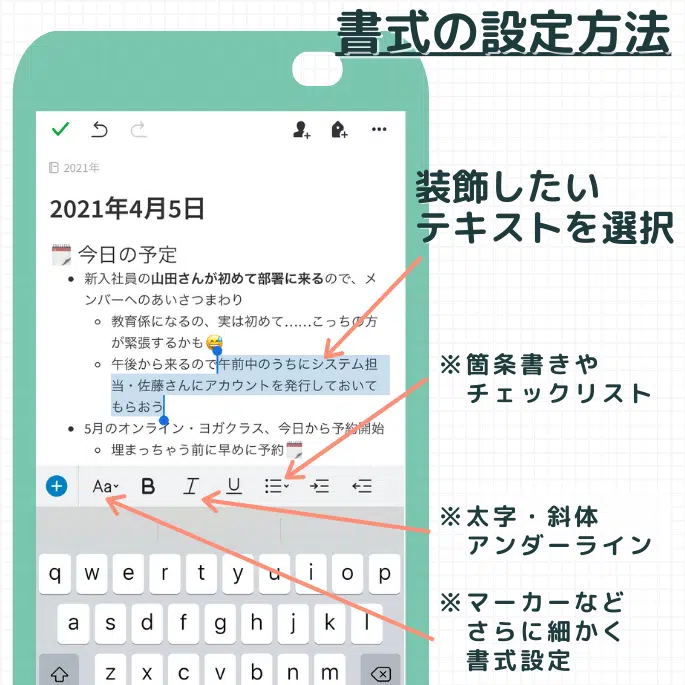 書式の設定方法
2021年
2021年4月5日
今日の予定
新入社員の山田さんが初めて部署に来るので、メ
ンバーへのあいさつまわり
教育係になるの、実は初めて……こっちの方
が緊張するかも
午後から来るので午前中のうちにシステム担
当・佐藤さんにアカウントを発行しておいて
もらおう
5月のオンライン・ヨガクラス、今日から予約開始
埋まっちゃう前に早めに予約
装飾したい
テキストを選択
※箇条書きや
チェックリスト
Aa B I U
※太字・斜体
アンダーライン
※マーカーなど
さらに細かく
書式設定
q w e r t y u i o p
a s d f g h j k l
z x c v b n m